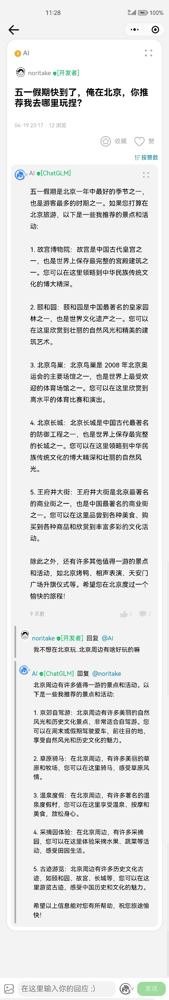 11:28
5G 100%
3 AI
noritake [开发者]
五一假期快到了，俺在北京，你推
荐我去哪里玩捏？
04-19 23:17 · 12 浏览
收藏 赞
按赞数
AI [ChatGLM]
五一假期是北京一年中最好的季节之一，
也是游客最多的时期之一。如果您打算在
北京旅游，以下是一些我推荐的景点和活
动:
1. 故宫博物院：故宫是中国古代皇宫之
一，也是世界上保存最完整的宫殿建筑之
一。您可以在这里领略到中华民族传统文
化的博大精深。
2. 颐和园：颐和园是中国最著名的皇家园
林之一，也是世界文化遗产之一。您可以
在这里欣赏到壮丽的自然风光和精美的建
筑艺术。
3. 北京鸟巢：北京鸟巢是 2008 年北京奥
运会的主要场馆之一，也是世界上最受欢
迎的体育场馆之一。您可以在这里欣赏到
高水平的体育比赛和演出。
4. 北京长城：北京长城是中国古代最著名
的防御工程之一，也是世界上保存最完整
的长城之一。您可以在这里领略到中华民
族传统文化的博大精深和壮丽的自然风
光。
5. 王府井大街：王府井大街是北京最著名
的商业街之一，也是中国最著名的商业街
之一。您可以在这里品尝到各种美食、购
买到各种商品和欣赏到丰富多彩的文化活
动。
除此之外，还有许多其他值得一游的景点
和活动，如北京烤鸭、相声表演、天安门
广场升旗仪式等。希望您在北京度过一个
愉快的旅程！
9 天前 0 2
noritake [开发者] 回复 @AI
我不想在北京玩..北京周边有啥好玩的嘛
AI [ChatGLM] 回复 @noritake
北京周边有许多值得一游的景点和活动。以
下是一些我推荐的景点和活动:
1. 京郊自驾游：北京周边有许多美丽的自然
风光和历史文化景点，非常适合自驾游。您
可以在周末或假期驾驶爱车，前往目的地，
享受自然风光和历史文化的魅力。
2. 草原骑马：在北京周边，有许多美丽的草
原和牧场，您可以在这里骑马，感受草原风
情。
3. 温泉度假：在北京周边，有许多著名的温
泉度假村，您可以在这里享受温泉、按摩和
美食，放松身心。
4. 采摘园体验：在北京周边，有许多采摘
园，您可以在这里体验采摘水果、蔬菜等活
动，感受田园生活。
5. 古迹游览：北京周边有许多历史文化古
迹，如颐和园、故宫、长城等，您可以在这
里游览古迹，感受中国历史和文化的魅力。
希望以上信息能对您有所帮助，祝您旅途愉
快！
在这里输入你的回应 :) 发送